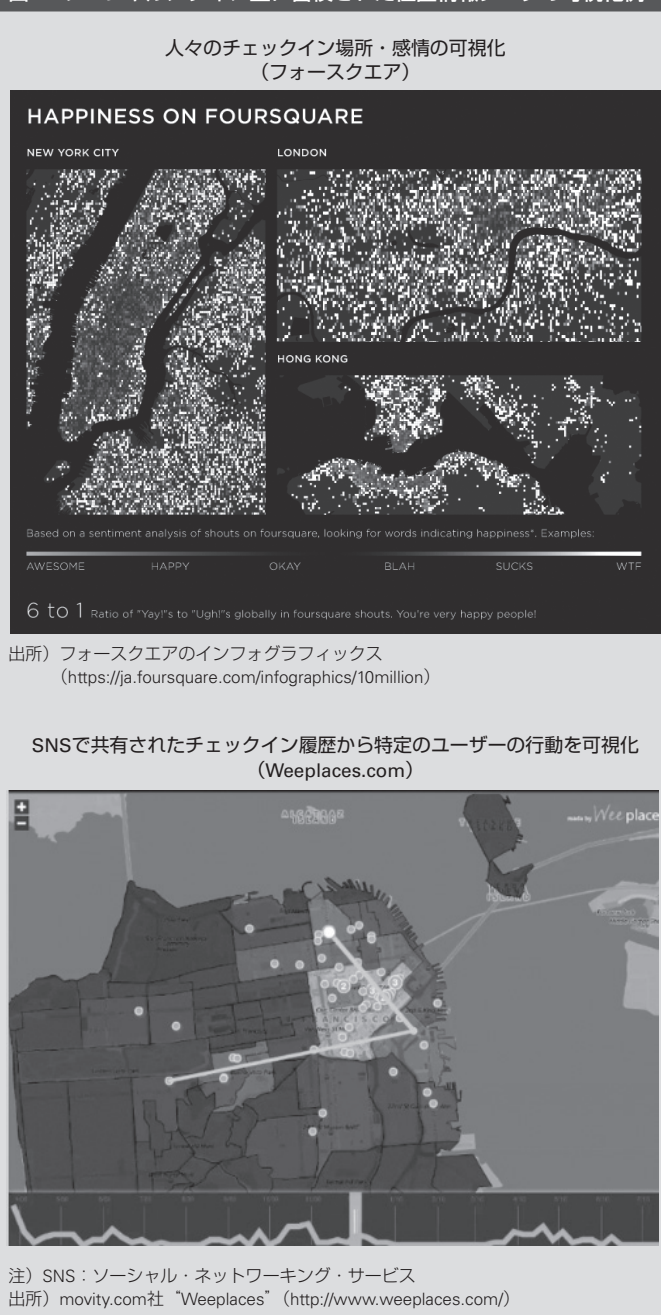 人々のチェックイン場所・感情の可視化
（フォースクエア）
HAPPINESS ON FOURSQUARE
NEW YORK CITY
LONDON
HONG KONG
Based on a sentiment analysis of shouts on foursquare, looking for words indicating happiness*. Examples:
AWESOME HAPPY OKAY BLAH SUCKS WTF
6 to 1 Ratio of "Yay!"s to "Ugh!"s globally in foursquare shouts. You're very happy people!
出所）フォースクエアのインフォグラフィックス
（https://ja.foursquare.com/infographics/10million）
SNSで共有されたチェックイン履歴から特定のユーザーの行動を可視化
（Weeplaces.com）
ALCATRAZ
ISLAND
made by Wee place
ISLAND
注）SNS：ソーシャル・ネットワーキング・サービス
出所）movity.com社“Weeplaces”（http://www.weeplaces.com/）